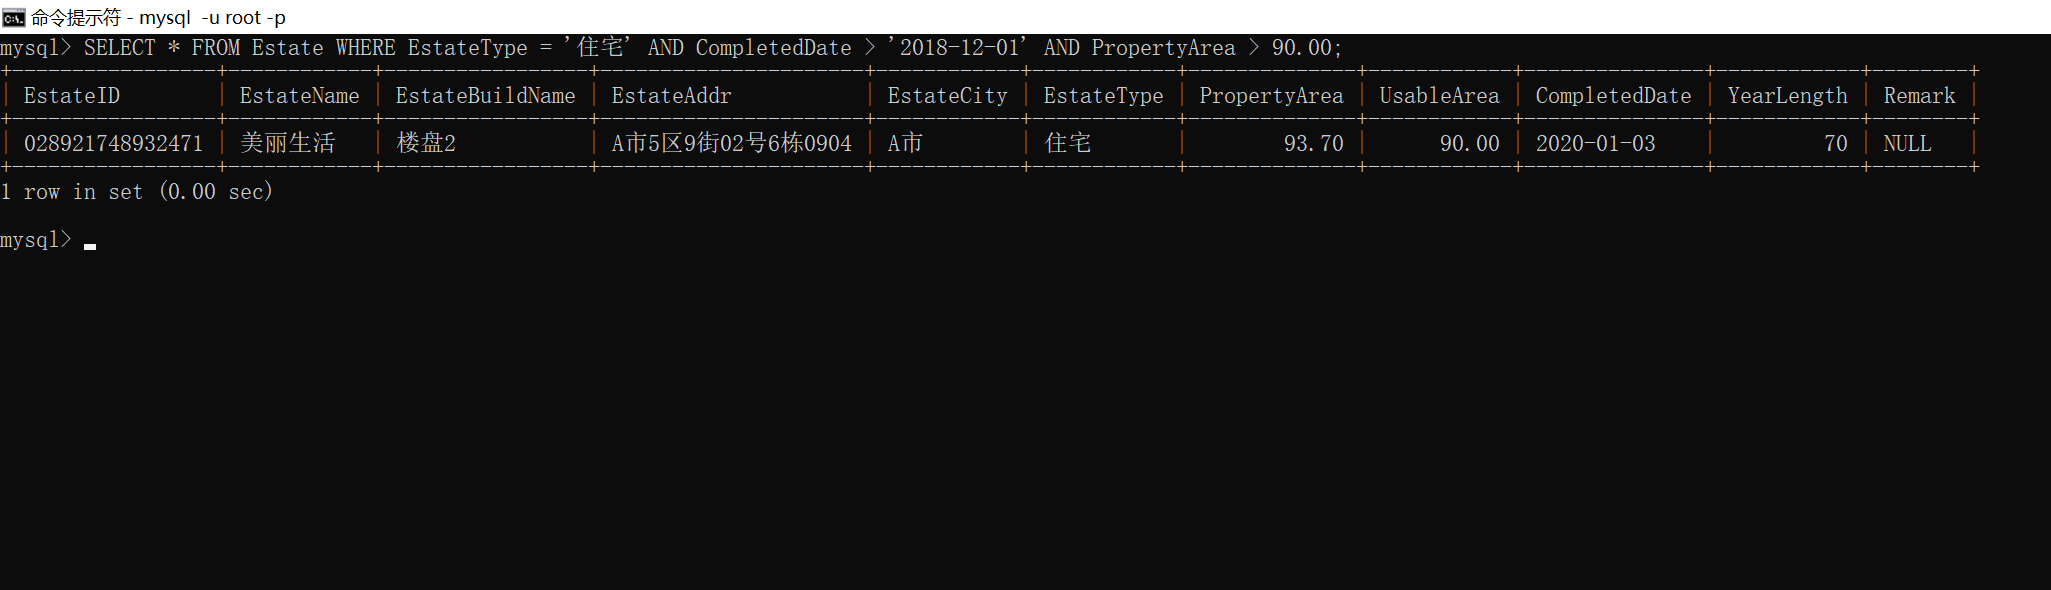 命令提示符 - mysql  -u root -p
mysql> SELECT * FROM Estate WHERE EstateType = '住宅' AND CompletedDate > '2018-12-01' AND PropertyArea > 90.00;
+-----------------+------------+-----------------+----------------------+------------+------------+--------------+------------+---------------+------------+--------+
| EstateID        | EstateName | EstateBuildName | EstateAddr           | EstateCity | EstateType | PropertyArea | UsableArea | CompletedDate | YearLength | Remark |
+-----------------+------------+-----------------+----------------------+------------+------------+--------------+------------+---------------+------------+--------+
| 028921748932471 | 美丽生活   | 楼盘2           | A市5区9街02号6栋0904 | A市        | 住宅       |        93.70 |      90.00 | 2020-01-03    |         70 | NULL   |
+-----------------+------------+-----------------+----------------------+------------+------------+--------------+------------+---------------+------------+--------+
1 row in set (0.00 sec)
mysql>